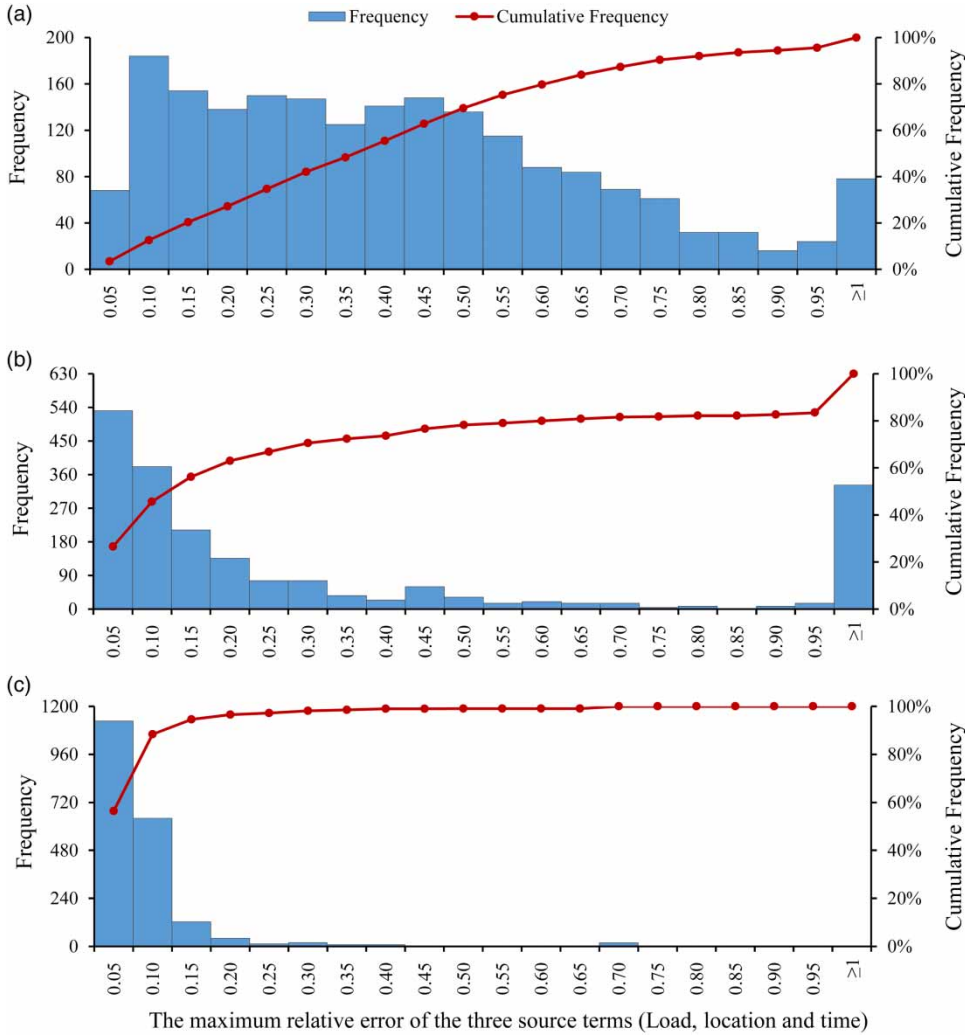 (a)
Frequency Cumulative Frequency
200 100%
160 80%
120 60%
80 40%
40 20%
0 0%
Frequency
Cumulative Frequency
0.05 0.10 0.15 0.20 0.25 0.30 0.35 0.40 0.45 0.50 0.55 0.60 0.65 0.70 0.75 0.80 0.85 0.90 0.95 ≥1
(b)
630 100%
540 80%
450 60%
360 40%
270 20%
180 0%
90
0
Frequency
Cumulative Frequency
0.05 0.10 0.15 0.20 0.25 0.30 0.35 0.40 0.45 0.50 0.55 0.60 0.65 0.70 0.75 0.80 0.85 0.90 0.95 ≥1
(c)
1200 100%
960 80%
720 60%
480 40%
240 20%
0 0%
Frequency
Cumulative Frequency
0.05 0.10 0.15 0.20 0.25 0.30 0.35 0.40 0.45 0.50 0.55 0.60 0.65 0.70 0.75 0.80 0.85 0.90 0.95 ≥1
The maximum relative error of the three source terms (Load, location and time)